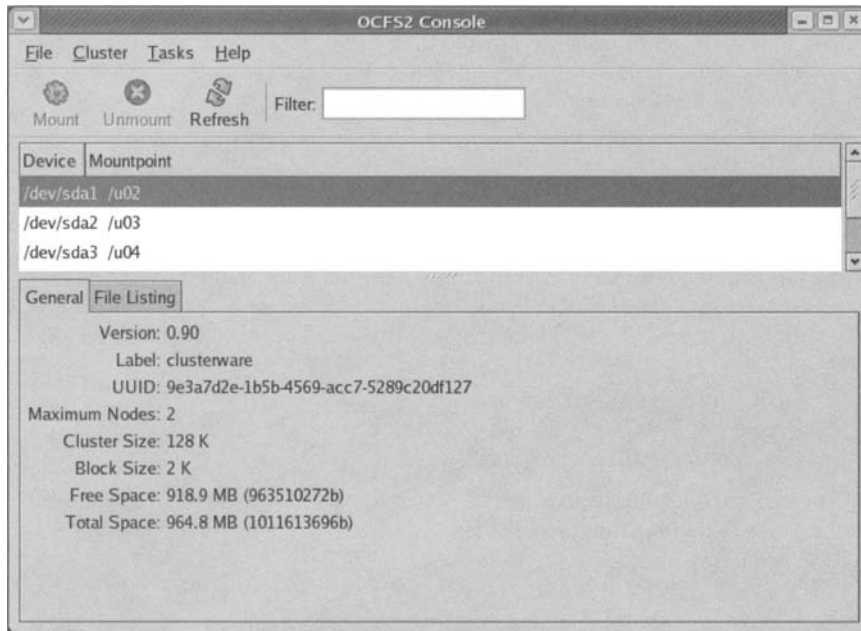 OCFS2 Console
File Cluster Tasks Help
Mount Unmount Refresh Filter:
Device Mountpoint
/dev/sda1 /u02
/dev/sda2 /u03
/dev/sda3 /u04
General File Listing
Version: 0.90
Label: clusterware
UUID: 9e3a7d2e-1b5b-4569-acc7-5289c20df127
Maximum Nodes: 2
Cluster Size: 128 K
Block Size: 2 K
Free Space: 918.9 MB (963510272b)
Total Space: 964.8 MB (1011613696b)